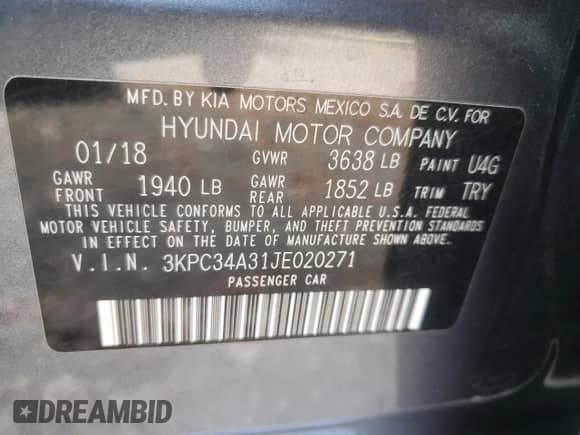 MFD. BY KIA MOTORS MEXICO S.A. DE C.V. FOR
HYUNDAI MOTOR COMPANY
01/18 GVWR 3638 LB PAINT U4G
GAWR FRONT 1940 LB GAWR REAR 1852 LB TRIM TRY
THIS VEHICLE CONFORMS TO ALL APPLICABLE U.S.A. FEDERAL
MOTOR VEHICLE SAFETY, BUMPER, AND THEFT PREVENTION STANDARDS
IN EFFECT ON THE DATE OF MANUFACTURE SHOWN ABOVE.
V.I.N. 3KPC34A31JE020271
PASSENGER CAR
DREAMBID